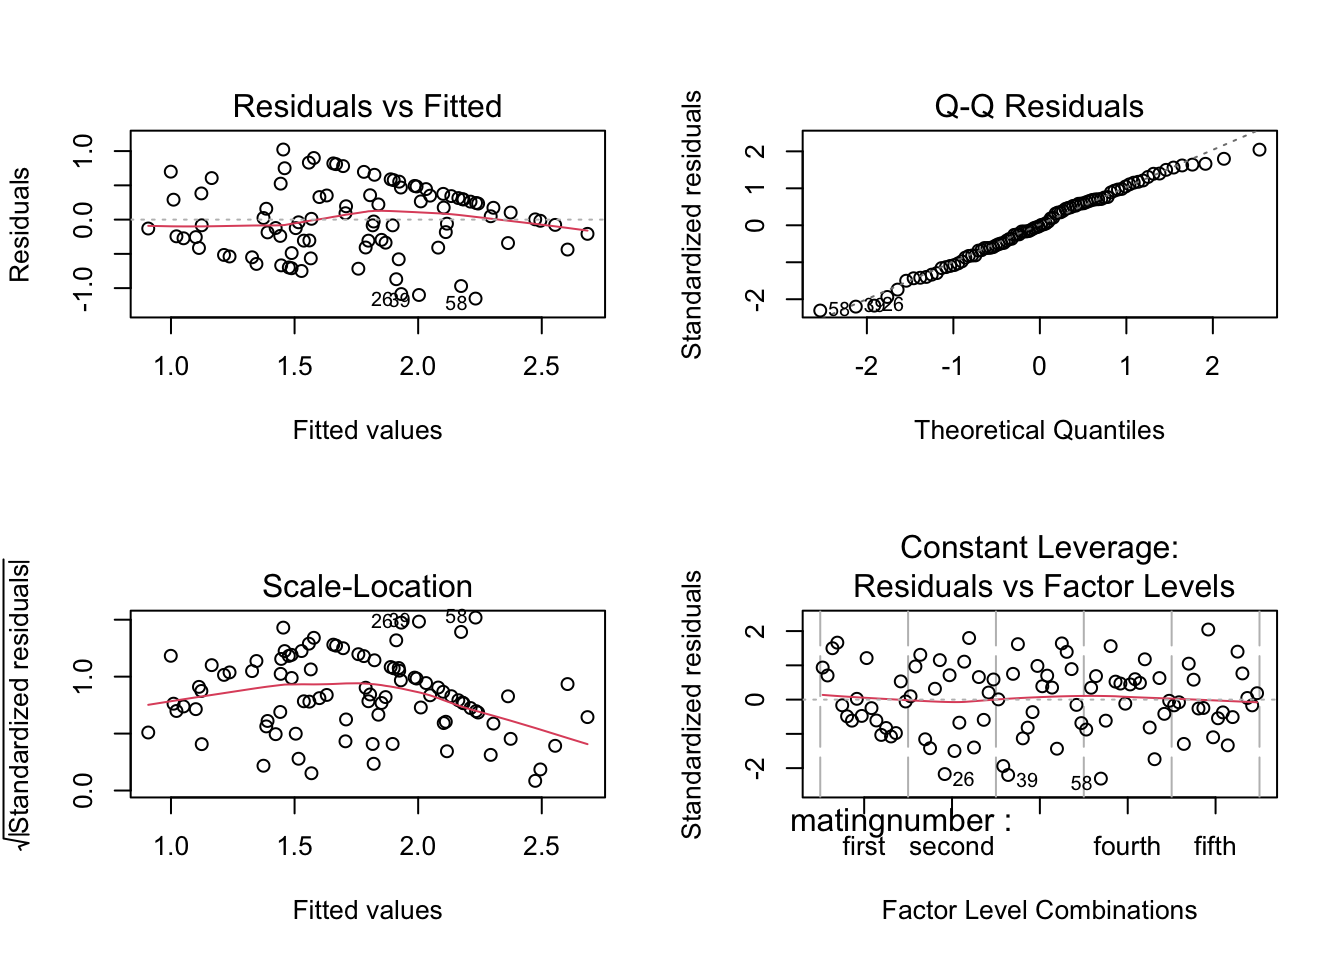 Residuals vs Fitted
Residuals
1.0
0.0
-1.0
26
39
58
1.0
1.5
2.0
2.5
Fitted values
Q-Q Residuals
Standardized residuals
2
1
0
-2
58
39
26
-2
-1
0
1
2
Theoretical Quantiles
Scale-Location
√|Standardized residuals|
1.0
0.0
26
39
58
1.0
1.5
2.0
2.5
Fitted values
Constant Leverage:
Residuals vs Factor Levels
Standardized residuals
2
0
-2
26
39
58
matingnumber :
first second fourth fifth
Factor Level Combinations